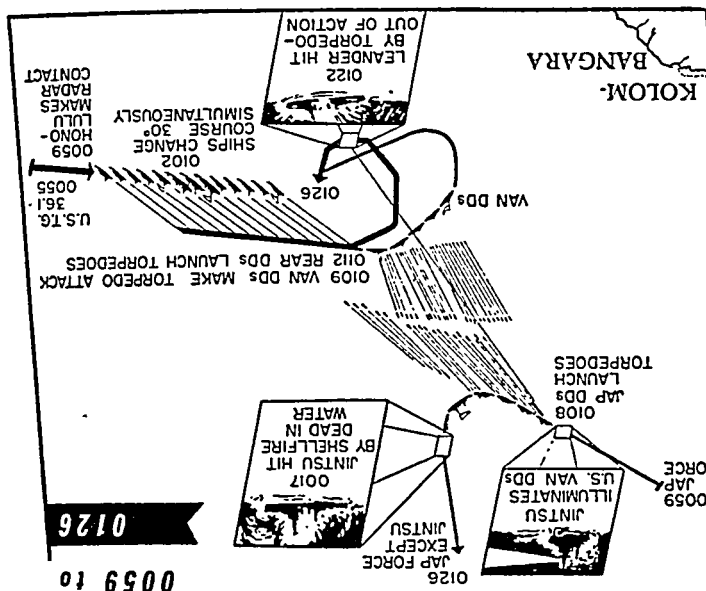 0059 to
0126
0126
JAP FORCE
EXCEPT
JINTSU
JINTSU
ILLUMINATES
U.S. VAN DDs
0059
JAP
FORCE
0017
JINTSU HIT
BY SHELLFIRE
DEAD IN
WATER
0108
JAP DDs
LAUNCH
TORPEDOES
0109 VAN DDs MAKE TORPEDO ATTACK
0112 REAR DDs LAUNCH TORPEDOES
VAN DDs
0126
U.S.T.G.
36.1
0055
0059
HONO-
LULU
MAKES
RADAR
CONTACT
0102
SHIPS CHANGE
COURSE 30°
SIMULTANEOUSLY
0122
LEANDER HIT
BY TORPEDO-
OUT OF ACTION
KOLOM-
BANGARA